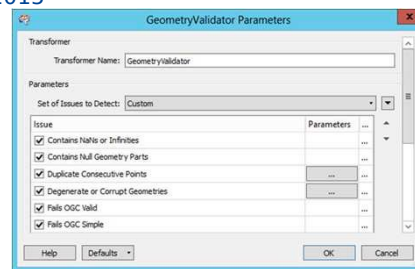 GeometryValidator Parameters
Transformer
Transformer Name: GeometryValidator
Parameters
Set of Issues to Detect: Custom
Issue Parameters ...
Contains NaNs or Infinities ...
Contains Null Geometry Parts ...
Duplicate Consecutive Points ... ...
Degenerate or Corrupt Geometries ... ...
Fails OGC Valid ...
Fails OGC Simple ...
Help Defaults OK Cancel